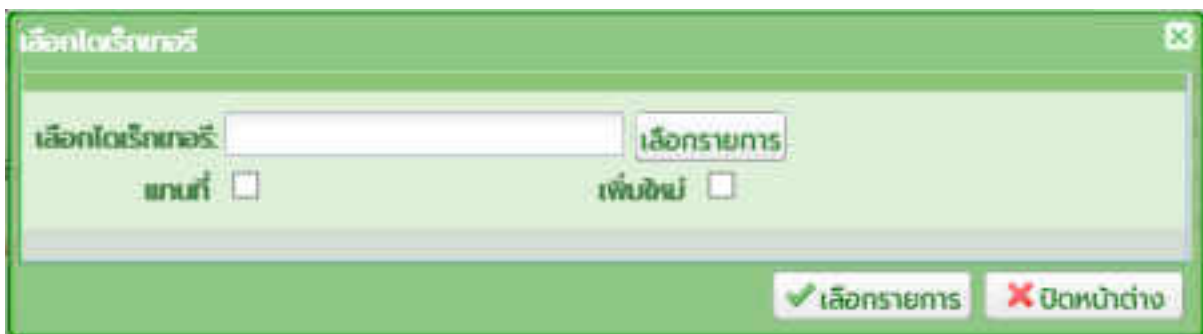 เลือกไดเร็กเทอรี
เลือกไดเร็กเทอรี: เลือกรายการ
แทนที่ เพิ่มใหม่
เลือกรายการ ปิดหน้าต่าง